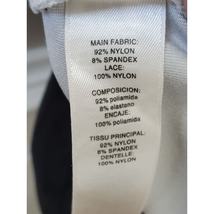 MAIN FABRIC:
92% NYLON
8% SPANDEX
LACE:
100% NYLON
COMPOSICION:
92% poliamida
8% elasteno
ENCAJE:
100% poliamida
TISSU PRINCIPAL:
92% NYLON
8% SPANDEX
DENTELLE:
100% NYLON